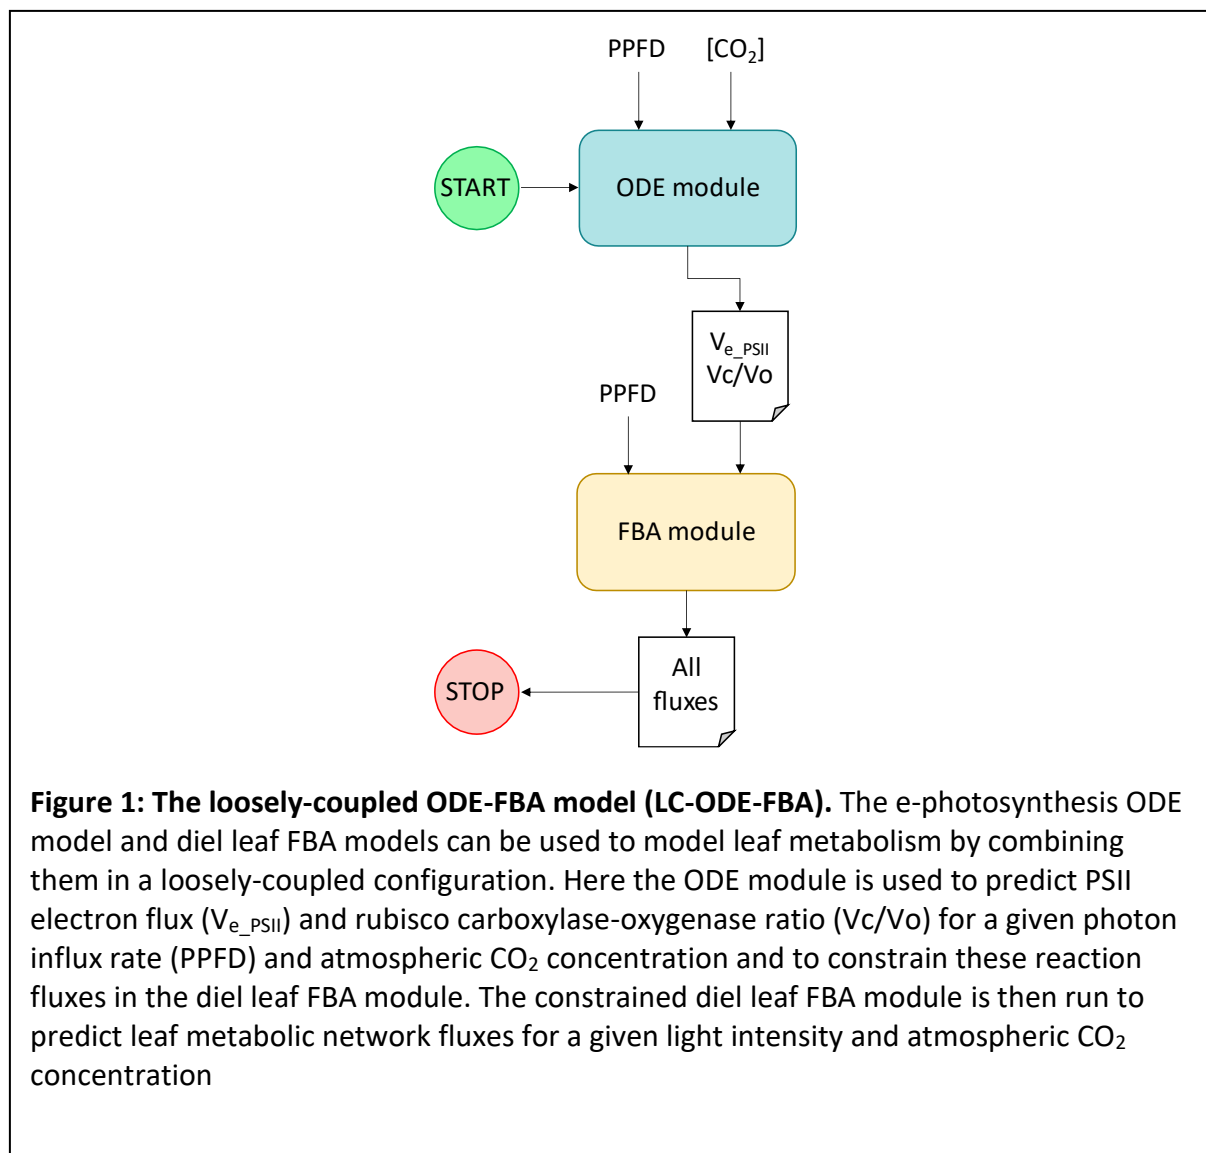 PPFD [CO₂]
START
ODE module
Vₑ_PSII
Vc/Vo
PPFD
FBA module
All
fluxes
STOP
Figure 1: The loosely-coupled ODE-FBA model (LC-ODE-FBA). The e-photosynthesis ODE
model and diel leaf FBA models can be used to model leaf metabolism by combining
them in a loosely-coupled configuration. Here the ODE module is used to predict PSII
electron flux (Vₑ_PSII) and rubisco carboxylase-oxygenase ratio (Vc/Vo) for a given photon
influx rate (PPFD) and atmospheric CO₂ concentration and to constrain these reaction
fluxes in the diel leaf FBA module. The constrained diel leaf FBA module is then run to
predict leaf metabolic network fluxes for a given light intensity and atmospheric CO₂
concentration